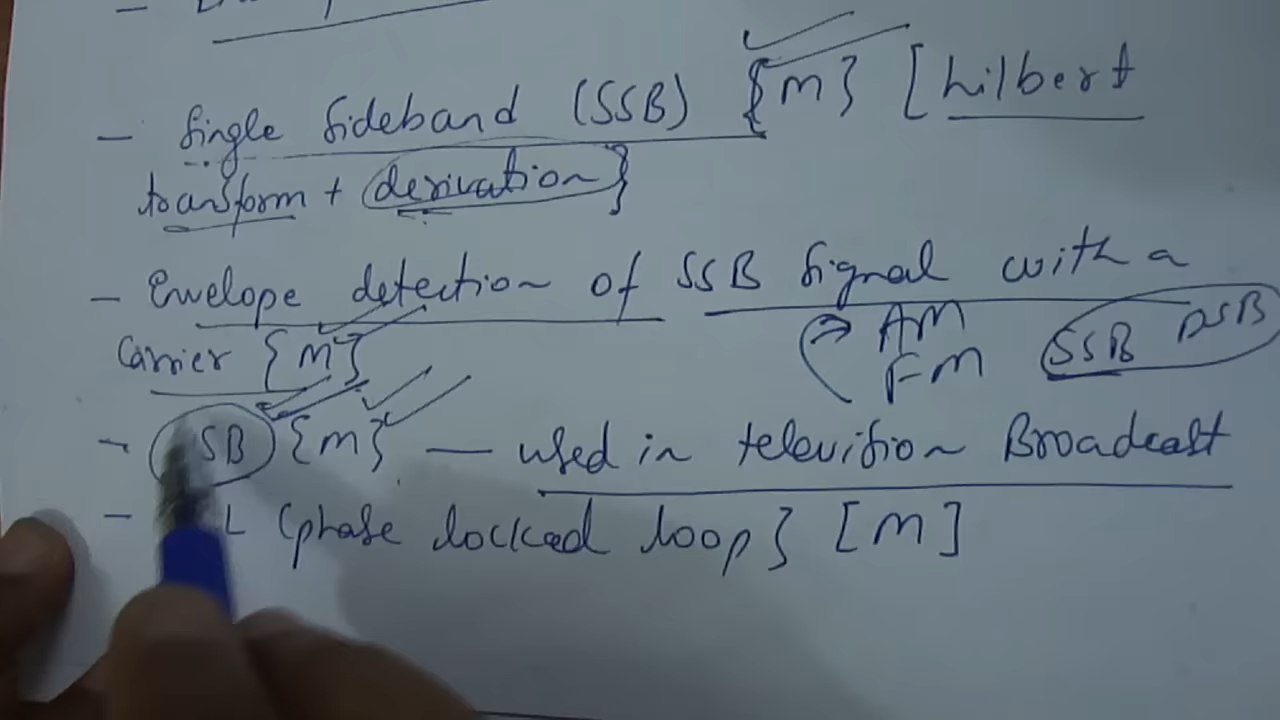 - Single Sideband (SSB) {m} [hilbert
transform + derivation}
- Envelope detection of SSB Signal with a
Carrier {m}
AM
FM SSB DSB
- SB {m} — used in television Broadcast
- L (phase locked loop} [m]